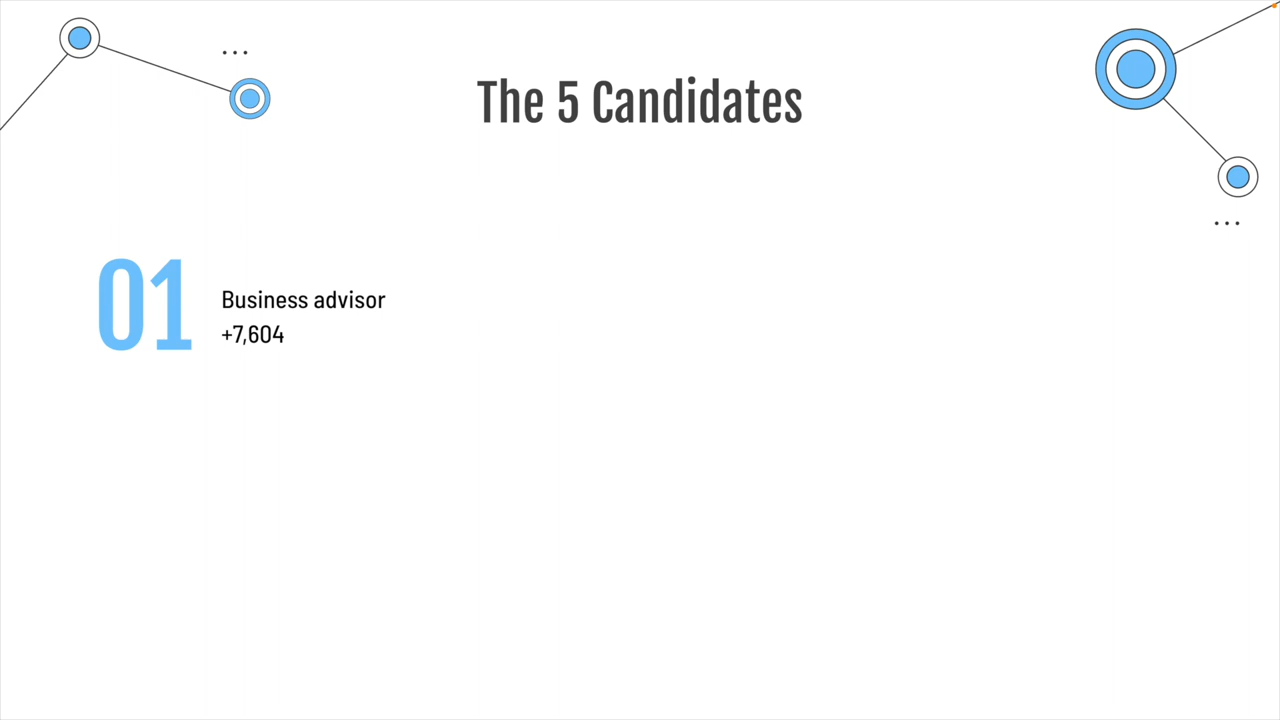 ...
The 5 Candidates
...
01
Business advisor
+7,604